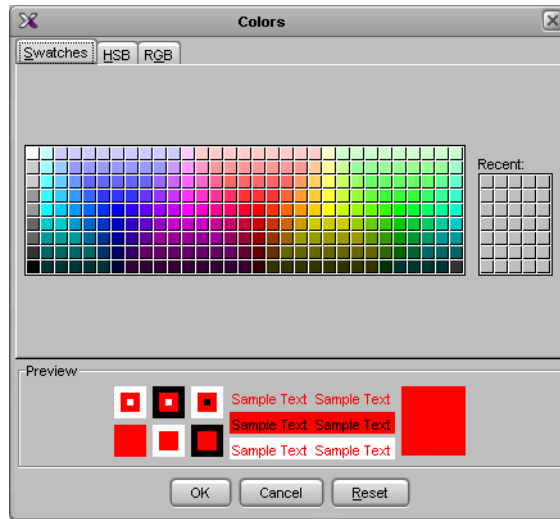 Colors
Swatches HSB RGB
Recent:
Preview
Sample Text Sample Text
Sample Text Sample Text
Sample Text Sample Text
OK Cancel Reset